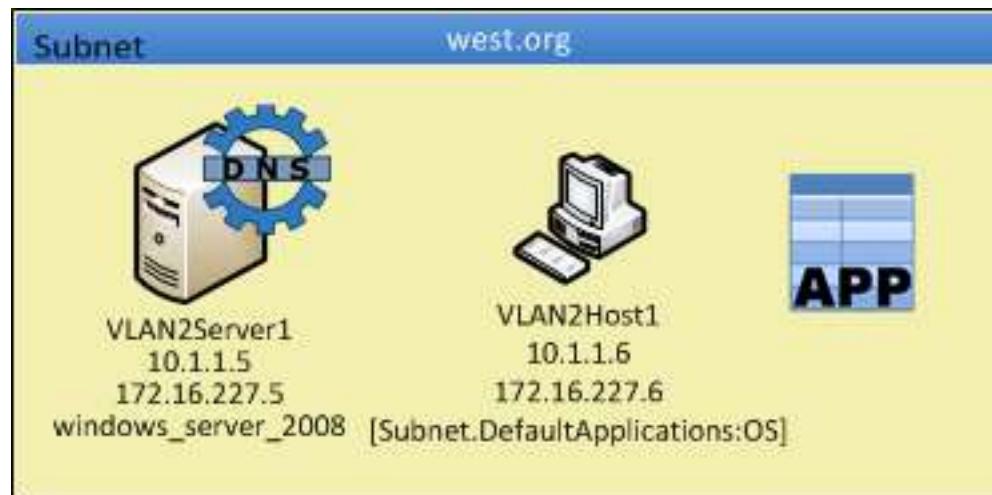 Subnet
west.org
DNS
VLAN2Server1
10.1.1.5
172.16.227.5
windows_server_2008
VLAN2Host1
10.1.1.6
172.16.227.6
[Subnet.DefaultApplications:OS]
APP